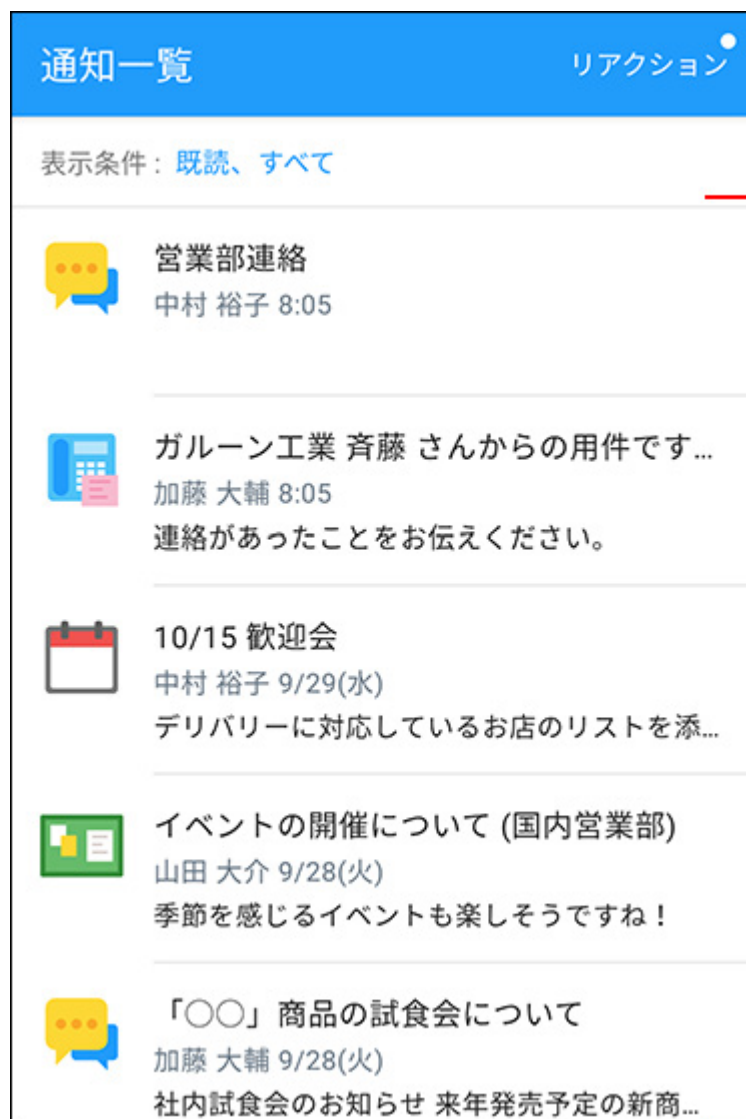 通知一覧 リアクション
表示条件 : 既読、すべて
営業部連絡
中村 裕子 8:05
ガルーン工業 斉藤 さんからの用件です...
加藤 大輔 8:05
連絡があったことをお伝えください。
10/15 歓迎会
中村 裕子 9/29(水)
デリバリーに対応しているお店のリストを添...
イベントの開催について (国内営業部)
山田 大介 9/28(火)
季節を感じるイベントも楽しそうですね！
「○○」商品の試食会について
加藤 大輔 9/28(火)
社内試食会のお知らせ 来年発売予定の新商...